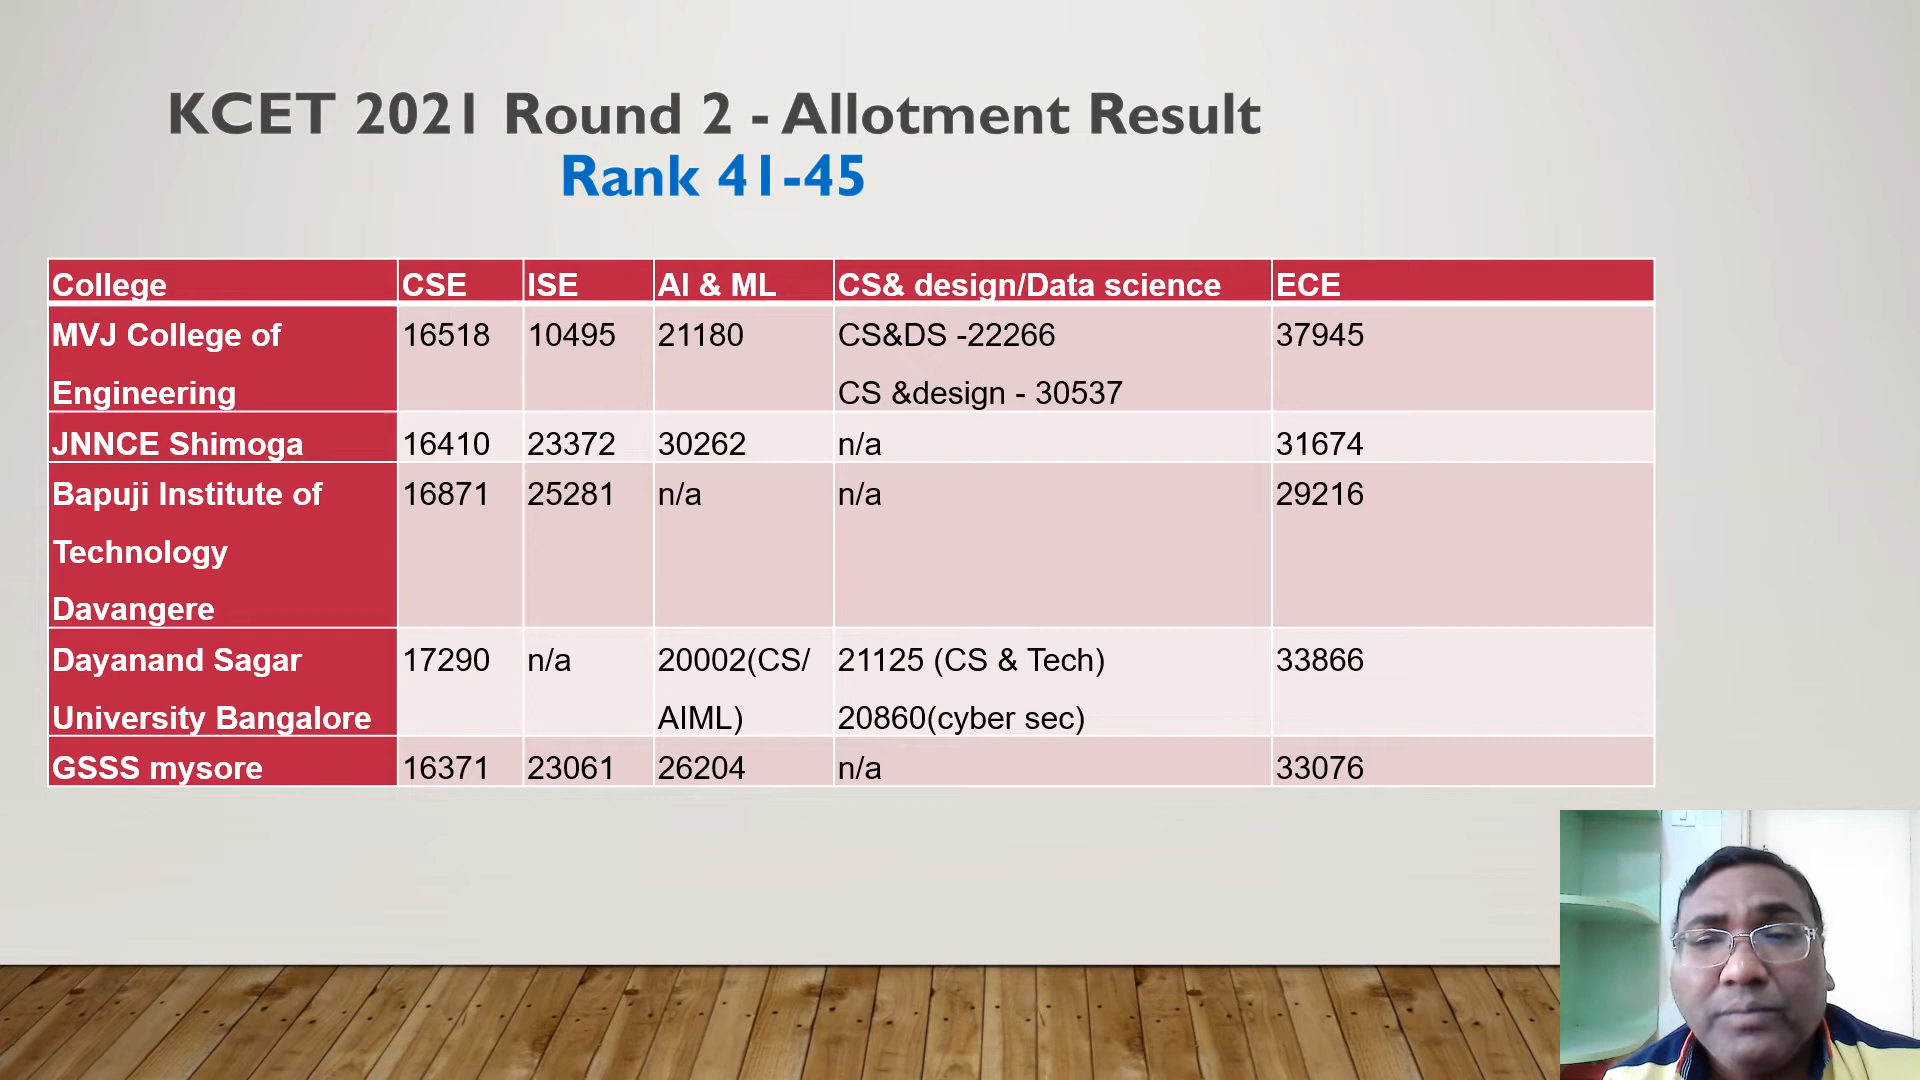 KCET 2021 Round 2 - Allotment Result
Rank 41-45
College CSE ISE AI & ML CS& design/Data science ECE
MVJ College of 16518 10495 21180 CS&DS -22266 37945
Engineering CS &design - 30537
JNNCE Shimoga 16410 23372 30262 n/a 31674
Bapuji Institute of 16871 25281 n/a n/a 29216
Technology
Davangere
Dayanand Sagar 17290 n/a 20002(CS/ 21125 (CS & Tech) 33866
University Bangalore AIML) 20860(cyber sec)
GSSS mysore 16371 23061 26204 n/a 33076